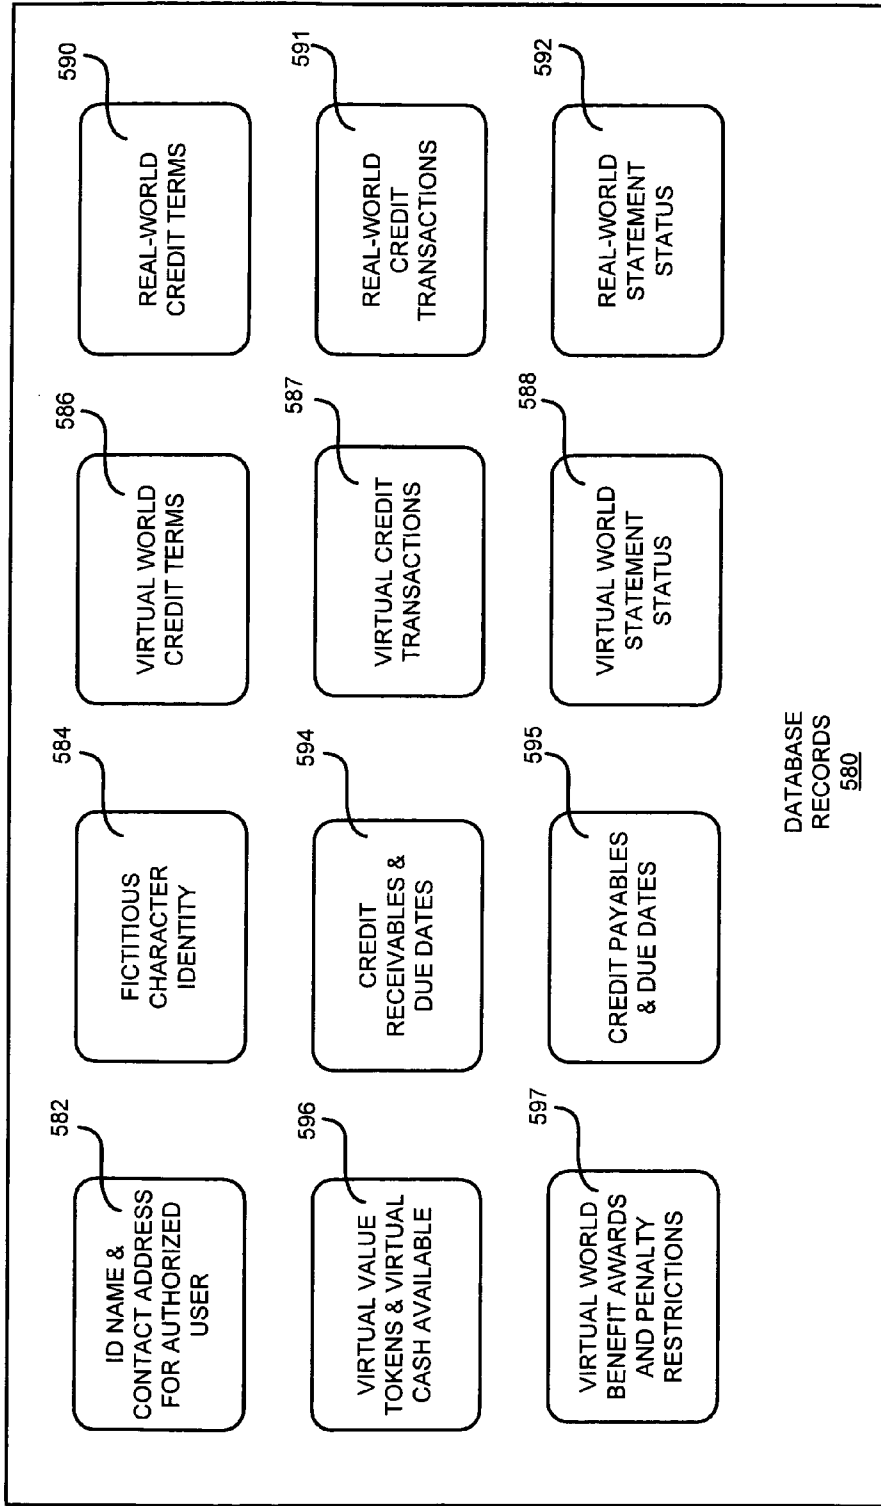 582
ID NAME &
CONTACT ADDRESS
FOR AUTHORIZED
USER
584
FICTITIOUS
CHARACTER
IDENTITY
586
VIRTUAL WORLD
CREDIT TERMS
590
REAL-WORLD
CREDIT TERMS
596
VIRTUAL VALUE
TOKENS & VIRTUAL
CASH AVAILABLE
594
CREDIT
RECEIVABLES &
DUE DATES
587
VIRTUAL CREDIT
TRANSACTIONS
591
REAL-WORLD
CREDIT
TRANSACTIONS
597
VIRTUAL WORLD
BENEFIT AWARDS
AND PENALTY
RESTRICTIONS
595
CREDIT PAYABLES
& DUE DATES
588
VIRTUAL WORLD
STATEMENT
STATUS
592
REAL-WORLD
STATEMENT
STATUS
DATABASE
RECORDS
580